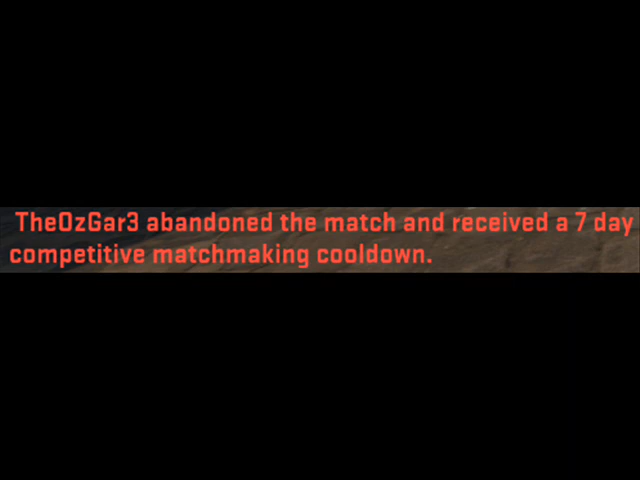 TheOzGar3 abandoned the match and received a 7 day
competitive matchmaking cooldown.